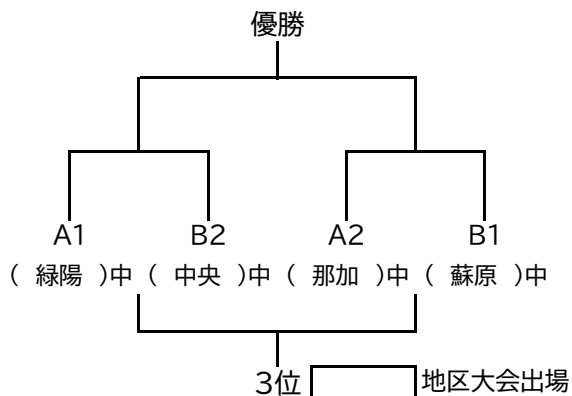 優勝
A1 B2 A2 B1
( 緑陽 )中 ( 中央 )中 ( 那加 )中 ( 蘇原 )中
3位 地区大会出場